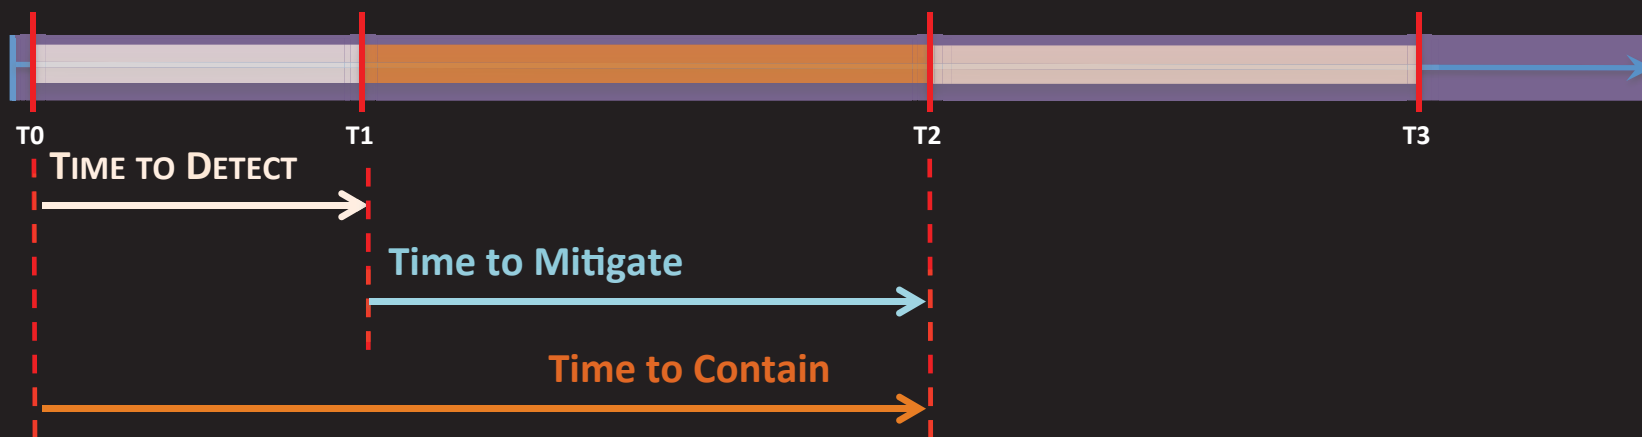 T0 T1 T2 T3
TIME TO DETECT
Time to Mitigate
Time to Contain